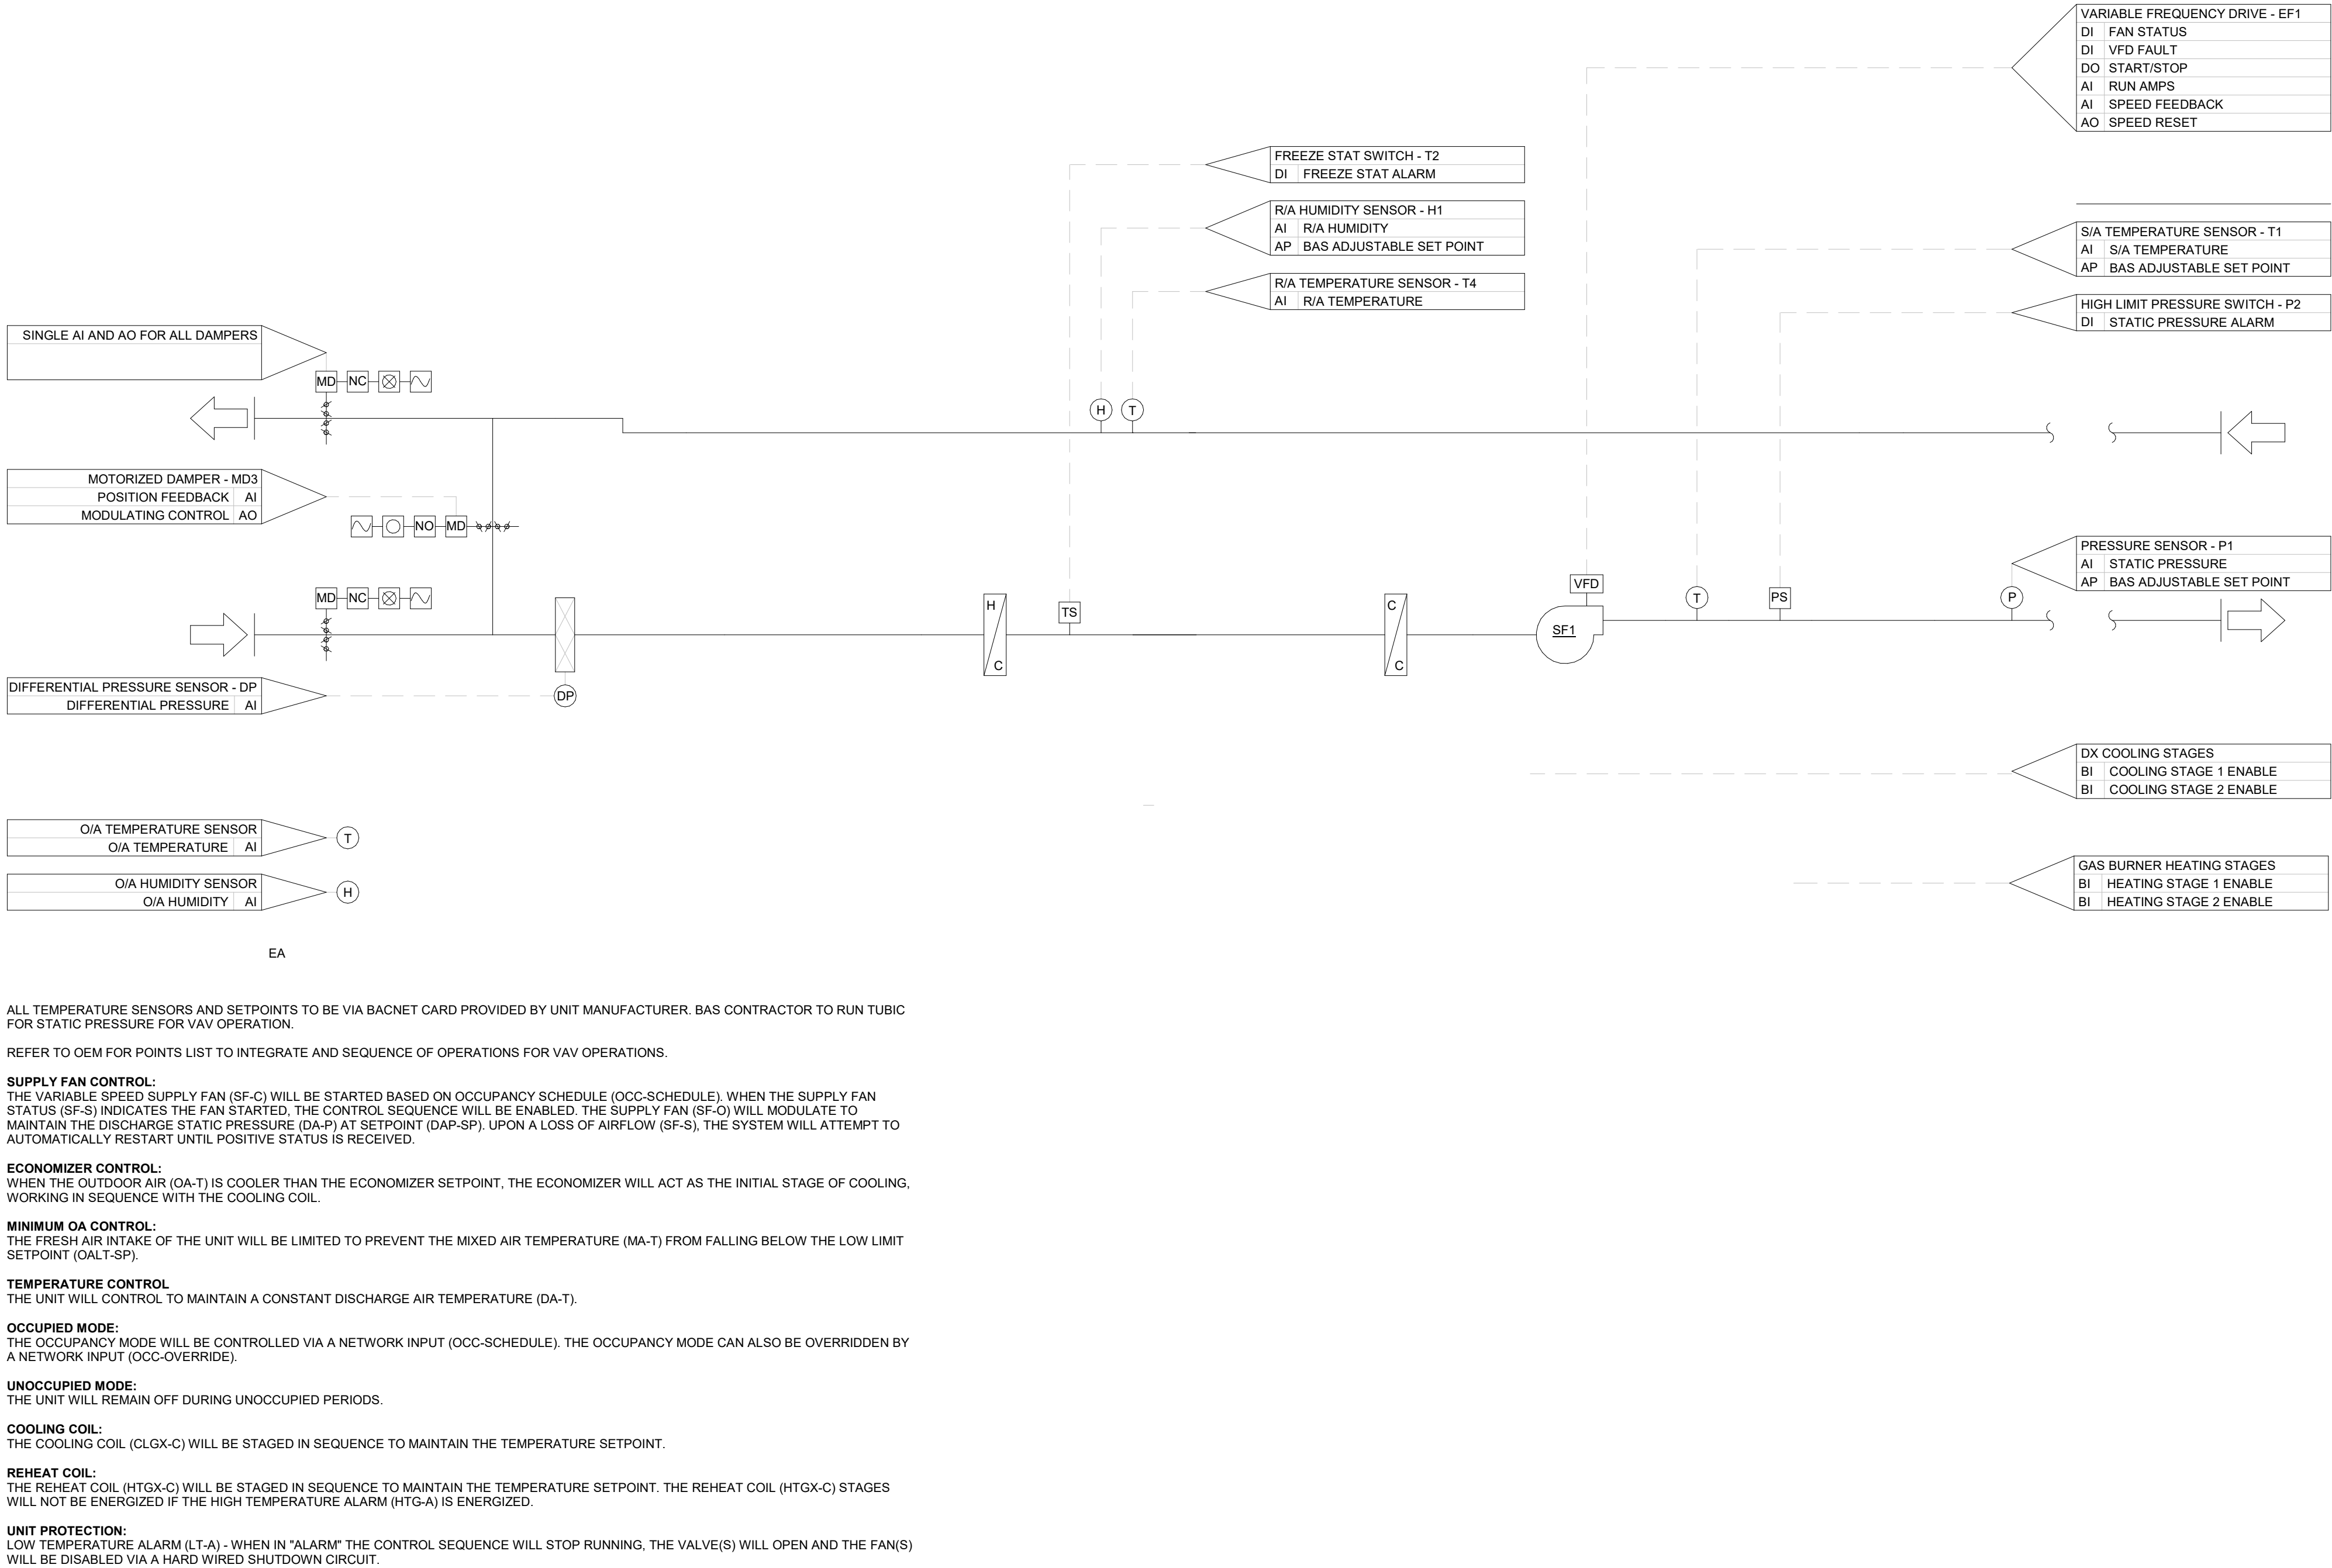 VARIABLE FREQUENCY DRIVE - EF1
DI FAN STATUS
DI VFD FAULT
DO START/STOP
AI RUN AMPS
AI SPEED FEEDBACK
AO SPEED RESET
FREEZE STAT SWITCH - T2
DI FREEZE STAT ALARM
R/A HUMIDITY SENSOR - H1
AI R/A HUMIDITY
AP BAS ADJUSTABLE SET POINT
R/A TEMPERATURE SENSOR - T4
AI R/A TEMPERATURE
S/A TEMPERATURE SENSOR - T1
AI S/A TEMPERATURE
AP BAS ADJUSTABLE SET POINT
HIGH LIMIT PRESSURE SWITCH - P2
DI STATIC PRESSURE ALARM
SINGLE AI AND AO FOR ALL DAMPERS
MD NC
H T
MOTORIZED DAMPER - MD3
POSITION FEEDBACK AI
MODULATING CONTROL AO
NO MD
PRESSURE SENSOR - P1
AI STATIC PRESSURE
AP BAS ADJUSTABLE SET POINT
MD NC
H
C
TS
C
C
VFD
SF1
T
PS
P
DIFFERENTIAL PRESSURE SENSOR - DP
DIFFERENTIAL PRESSURE AI
DP
DX COOLING STAGES
BI COOLING STAGE 1 ENABLE
BI COOLING STAGE 2 ENABLE
O/A TEMPERATURE SENSOR
O/A TEMPERATURE AI
T
O/A HUMIDITY SENSOR
O/A HUMIDITY AI
H
GAS BURNER HEATING STAGES
BI HEATING STAGE 1 ENABLE
BI HEATING STAGE 2 ENABLE
EA
ALL TEMPERATURE SENSORS AND SETPOINTS TO BE VIA BACNET CARD PROVIDED BY UNIT MANUFACTURER. BAS CONTRACTOR TO RUN TUBIC
FOR STATIC PRESSURE FOR VAV OPERATION.
REFER TO OEM FOR POINTS LIST TO INTEGRATE AND SEQUENCE OF OPERATIONS FOR VAV OPERATIONS.
SUPPLY FAN CONTROL:
THE VARIABLE SPEED SUPPLY FAN (SF-C) WILL BE STARTED BASED ON OCCUPANCY SCHEDULE (OCC-SCHEDULE). WHEN THE SUPPLY FAN
STATUS (SF-S) INDICATES THE FAN STARTED, THE CONTROL SEQUENCE WILL BE ENABLED. THE SUPPLY FAN (SF-O) WILL MODULATE TO
MAINTAIN THE DISCHARGE STATIC PRESSURE (DA-P) AT SETPOINT (DAP-SP). UPON A LOSS OF AIRFLOW (SF-S), THE SYSTEM WILL ATTEMPT TO
AUTOMATICALLY RESTART UNTIL POSITIVE STATUS IS RECEIVED.
ECONOMIZER CONTROL:
WHEN THE OUTDOOR AIR (OA-T) IS COOLER THAN THE ECONOMIZER SETPOINT, THE ECONOMIZER WILL ACT AS THE INITIAL STAGE OF COOLING,
WORKING IN SEQUENCE WITH THE COOLING COIL.
MINIMUM OA CONTROL:
THE FRESH AIR INTAKE OF THE UNIT WILL BE LIMITED TO PREVENT THE MIXED AIR TEMPERATURE (MA-T) FROM FALLING BELOW THE LOW LIMIT
SETPOINT (OALT-SP).
TEMPERATURE CONTROL
THE UNIT WILL CONTROL TO MAINTAIN A CONSTANT DISCHARGE AIR TEMPERATURE (DA-T).
OCCUPIED MODE:
THE OCCUPANCY MODE WILL BE CONTROLLED VIA A NETWORK INPUT (OCC-SCHEDULE). THE OCCUPANCY MODE CAN ALSO BE OVERRIDDEN BY
A NETWORK INPUT (OCC-OVERRIDE).
UNOCCUPIED MODE:
THE UNIT WILL REMAIN OFF DURING UNOCCUPIED PERIODS.
COOLING COIL:
THE COOLING COIL (CLGX-C) WILL BE STAGED IN SEQUENCE TO MAINTAIN THE TEMPERATURE SETPOINT.
REHEAT COIL:
THE REHEAT COIL (HTGX-C) WILL BE STAGED IN SEQUENCE TO MAINTAIN THE TEMPERATURE SETPOINT. THE REHEAT COIL (HTGX-C) STAGES
WILL NOT BE ENERGIZED IF THE HIGH TEMPERATURE ALARM (HTG-A) IS ENERGIZED.
UNIT PROTECTION:
LOW TEMPERATURE ALARM (LT-A) - WHEN IN "ALARM" THE CONTROL SEQUENCE WILL STOP RUNNING, THE VALVE(S) WILL OPEN AND THE FAN(S)
WILL BE DISABLED VIA A HARD WIRED SHUTDOWN CIRCUIT.